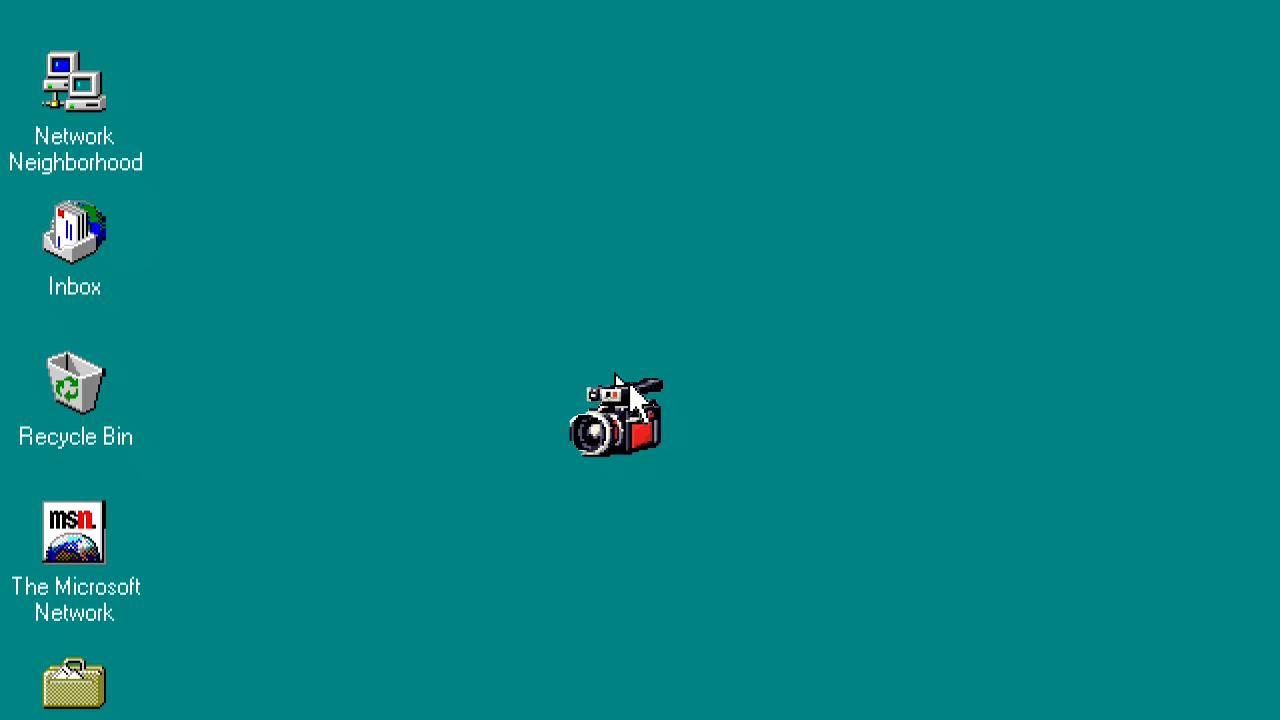 Network
Neighborhood
Inbox
Recycle Bin
msn.
The Microsoft
Network